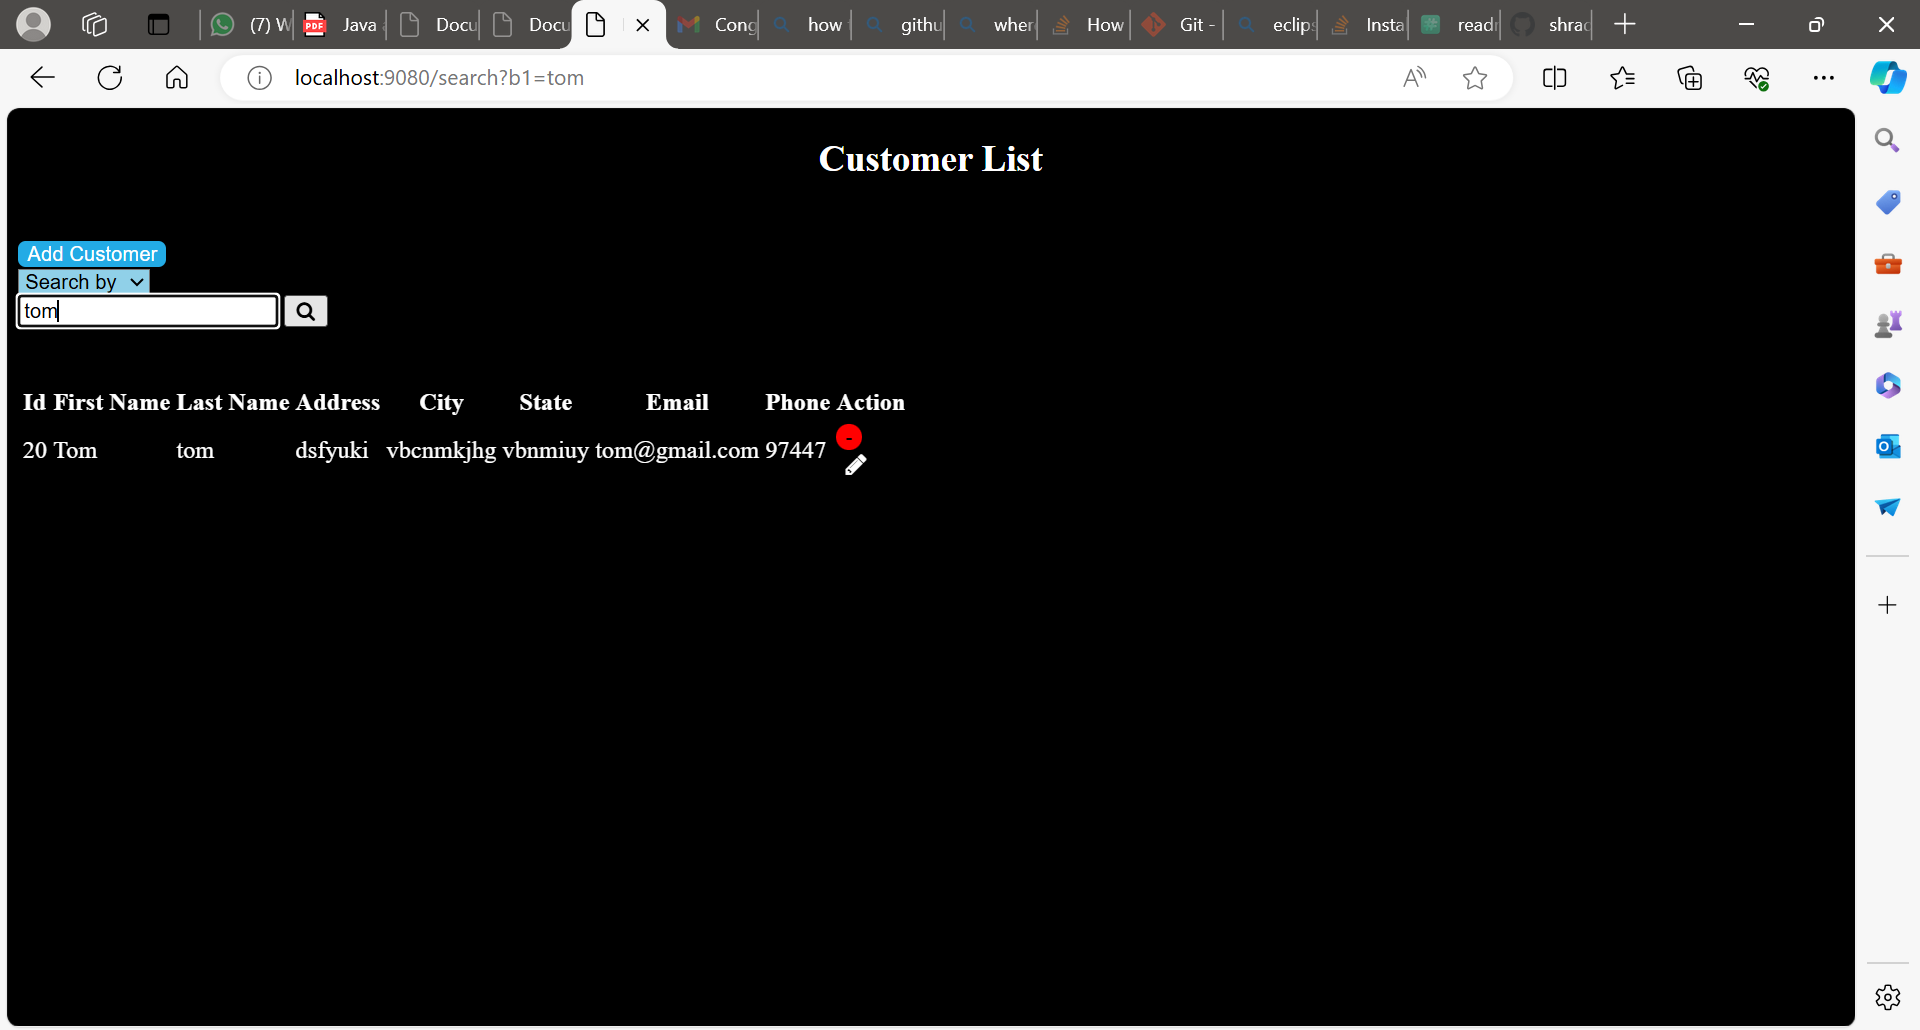 (7) W Java Docu Docu Cong how githu wher How Git - eclips Insta read shrad
localhost:9080/search?b1=tom
Customer List
Add Customer
Search by
tom
Id First Name Last Name Address City State Email Phone Action
20 Tom tom dsfyuki vbcnmkjhg vbnmiuy tom@gmail.com 97447 -